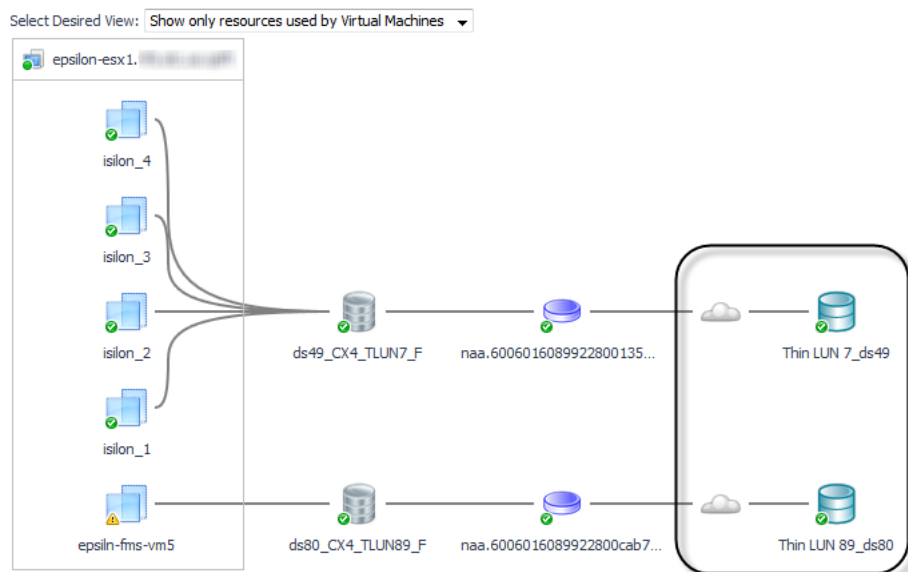 Select Desired View: Show only resources used by Virtual Machines
epsilon-esx1.
isilon_4
isilon_3
isilon_2
ds49_CX4_TLUN7_F
naa.6006016089922800135...
Thin LUN 7_ds49
isilon_1
epsiln-fms-vm5
ds80_CX4_TLUN89_F
naa.6006016089922800cab7...
Thin LUN 89_ds80